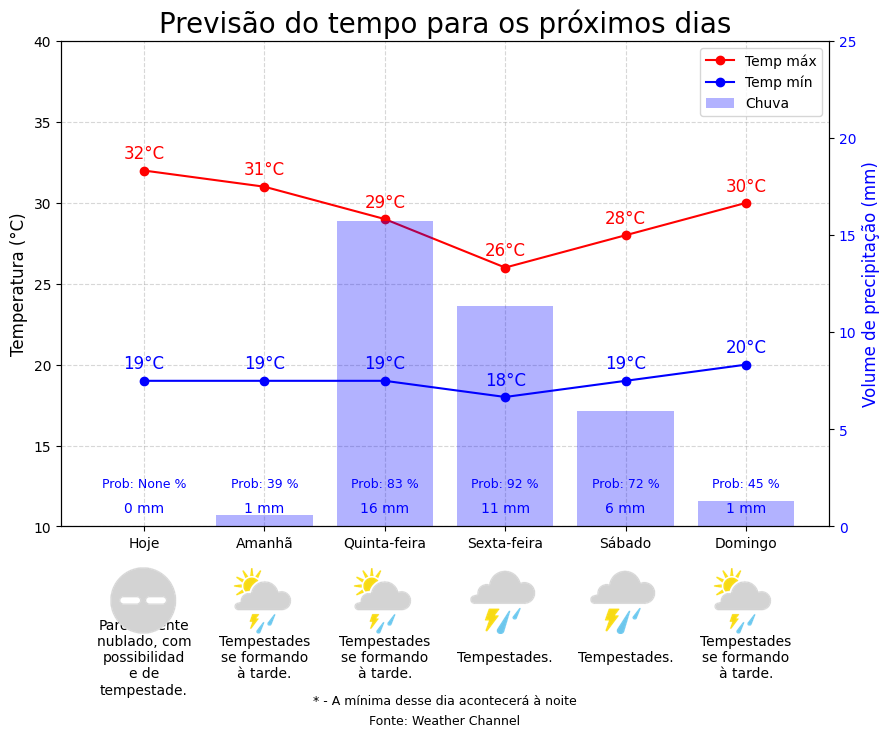 Previsão do tempo para os próximos dias
40
35
30
25
20
15
10
Temperatura (°C)
25
20
15
10
5
0
Volume de precipitação (mm)
Temp máx
Temp mín
Chuva
32°C
31°C
29°C
26°C
28°C
30°C
19°C
19°C
19°C
18°C
19°C
20°C
Prob: None %
Prob: 39 %
Prob: 83 %
Prob: 92 %
Prob: 72 %
Prob: 45 %
0 mm
1 mm
16 mm
11 mm
6 mm
1 mm
Hoje
Amanhã
Quinta-feira
Sexta-feira
Sábado
Domingo
nublado, com
possibilidad
e de
tempestade.
Tempestades
se formando
à tarde.
Tempestades
se formando
à tarde.
Tempestades.
Tempestades.
Tempestades
se formando
à tarde.
* - A mínima desse dia acontecerá à noite
Fonte: Weather Channel